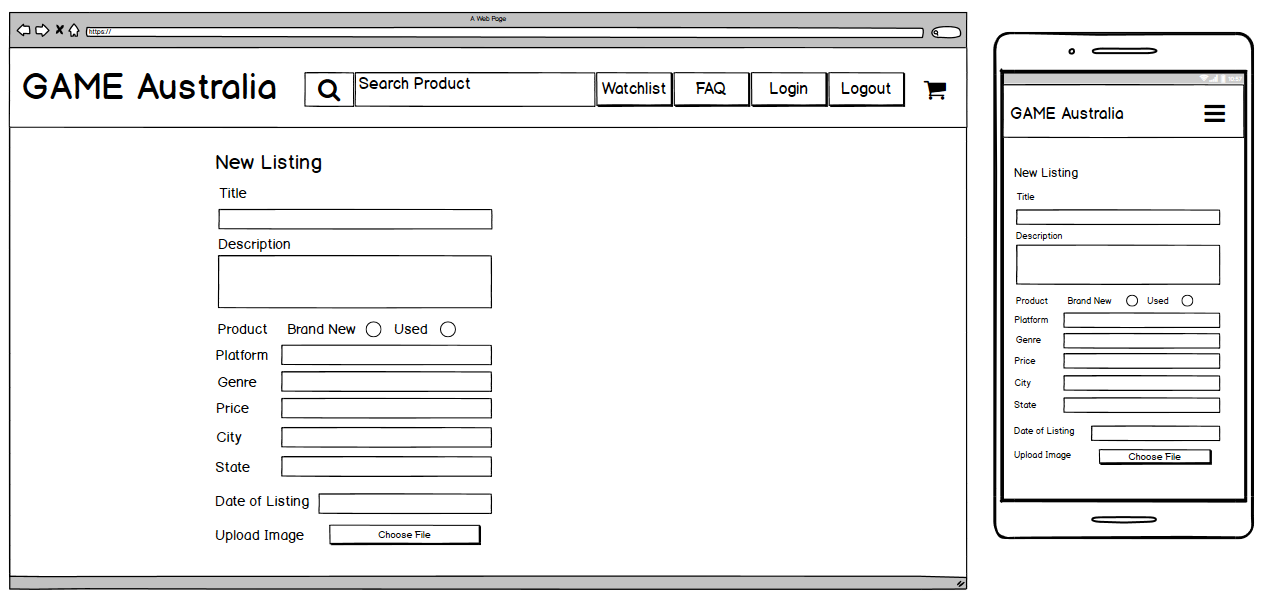 A Web Page
https://
GAME Australia
Search Product
Watchlist
FAQ
Login
Logout
New Listing
Title
Description
Product Brand New Used
Platform
Genre
Price
City
State
Date of Listing
Upload Image Choose File
10:57
GAME Australia
New Listing
Title
Description
Product Brand New Used
Platform
Genre
Price
City
State
Date of Listing
Upload Image Choose File